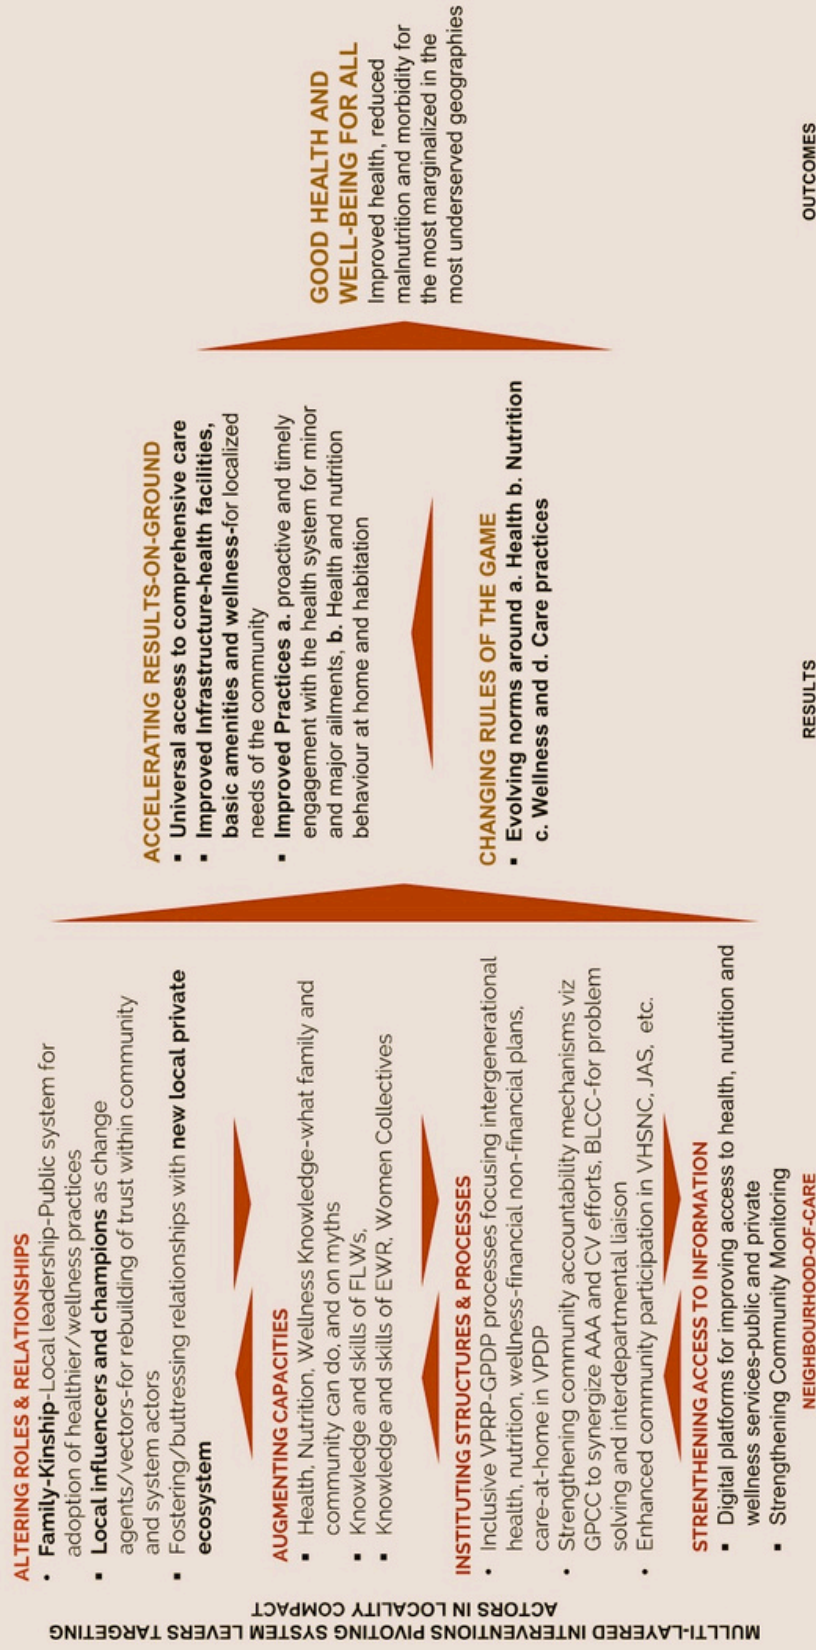 MULLTI-LAYERED INTERVENTIONS PIVOTING SYSTEM LEVERS TARGETING
ACTORS IN LOCALITY COMPACT
ALTERING ROLES & RELATIONSHIPS
• Family-Kinship-Local leadership-Public system for
adoption of healthier/wellness practices
▪ Local influencers and champions as change
agents/vectors-for rebuilding of trust within community
and system actors
▪ Fostering/buttressing relationships with new local private
ecosystem
AUGMENTING CAPACITIES
▪ Health, Nutrition, Wellness Knowledge-what family and
community can do, and on myths
▪ Knowledge and skills of FLWs,
▪ Knowledge and skills of EWR, Women Collectives
INSTITUTING STRUCTURES & PROCESSES
• Inclusive VPRP-GPDP processes focusing intergenerational
health, nutrition, wellness-financial non-financial plans,
care-at-home in VPDP
• Strengthening community accountability mechanisms viz
GPCC to synergize AAA and CV efforts, BLCC-for problem
solving and interdepartmental liaison
• Enhanced community participation in VHSNC, JAS, etc.
STRENTHENING ACCESS TO INFORMATION
▪ Digital platforms for improving access to health, nutrition and
wellness services-public and private
▪ Strengthening Community Monitoring
NEIGHBOURHOOD-OF-CARE
ACCELERATING RESULTS-ON-GROUND
▪ Universal access to comprehensive care
▪ Improved Infrastructure-health facilities,
basic amenities and wellness-for localized
needs of the community
▪ Improved Practices a. proactive and timely
engagement with the health system for minor
and major ailments, b. Health and nutrition
behaviour at home and habitation
CHANGING RULES OF THE GAME
▪ Evolving norms around a. Health b. Nutrition
c. Wellness and d. Care practices
RESULTS
GOOD HEALTH AND
WELL-BEING FOR ALL
Improved health, reduced
malnutrition and morbidity for
the most marginalized in the
most underserved geographies
OUTCOMES